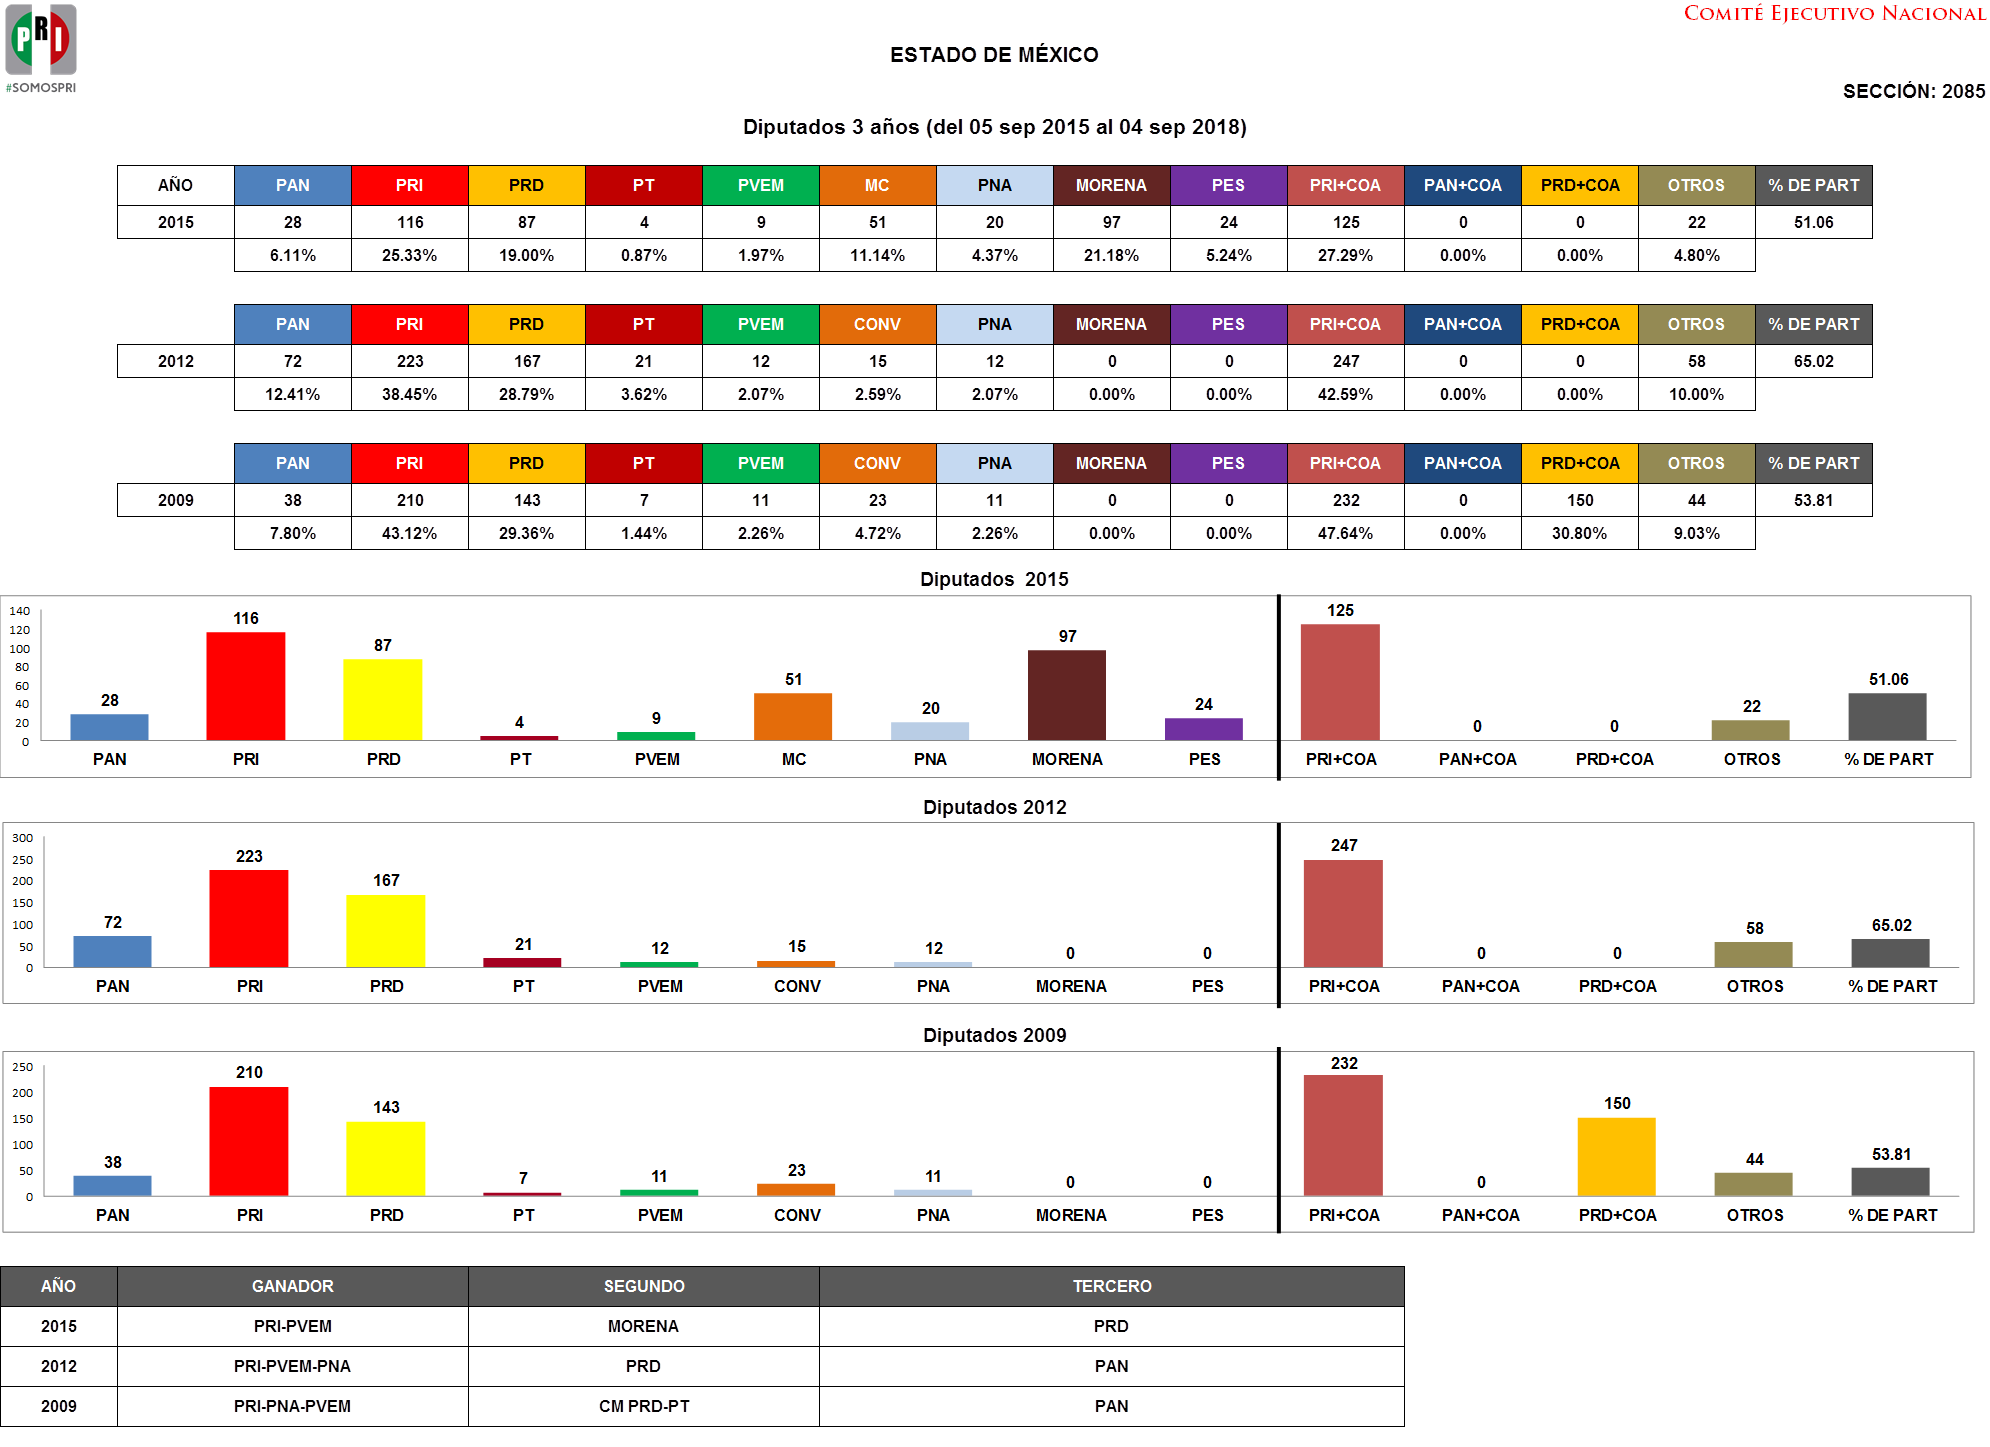 PRI
#SOMOSPRI
COMITÉ EJECUTIVO NACIONAL
ESTADO DE MÉXICO
SECCIÓN: 2085
Diputados 3 años (del 05 sep 2015 al 04 sep 2018)
AÑO PAN PRI PRD PT PVEM MC PNA MORENA PES PRI+COA PAN+COA PRD+COA OTROS % DE PART
2015 28 116 87 4 9 51 20 97 24 125 0 0 22 51.06
6.11% 25.33% 19.00% 0.87% 1.97% 11.14% 4.37% 21.18% 5.24% 27.29% 0.00% 0.00% 4.80%
PAN PRI PRD PT PVEM CONV PNA MORENA PES PRI+COA PAN+COA PRD+COA OTROS % DE PART
2012 72 223 167 21 12 15 12 0 0 247 0 0 58 65.02
12.41% 38.45% 28.79% 3.62% 2.07% 2.59% 2.07% 0.00% 0.00% 42.59% 0.00% 0.00% 10.00%
PAN PRI PRD PT PVEM CONV PNA MORENA PES PRI+COA PAN+COA PRD+COA OTROS % DE PART
2009 38 210 143 7 11 23 11 0 0 232 0 150 44 53.81
7.80% 43.12% 29.36% 1.44% 2.26% 4.72% 2.26% 0.00% 0.00% 47.64% 0.00% 30.80% 9.03%
Diputados 2015
140
120
100
80
60
40
20
0
28 116 87 4 9 51 20 97 24 125 0 0 22 51.06
PAN PRI PRD PT PVEM MC PNA MORENA PES PRI+COA PAN+COA PRD+COA OTROS % DE PART
Diputados 2012
300
250
200
150
100
50
0
72 223 167 21 12 15 12 0 0 247 0 0 58 65.02
PAN PRI PRD PT PVEM CONV PNA MORENA PES PRI+COA PAN+COA PRD+COA OTROS % DE PART
Diputados 2009
250
200
150
100
50
0
38 210 143 7 11 23 11 0 0 232 0 150 44 53.81
PAN PRI PRD PT PVEM CONV PNA MORENA PES PRI+COA PAN+COA PRD+COA OTROS % DE PART
AÑO GANADOR SEGUNDO TERCERO
2015 PRI-PVEM MORENA PRD
2012 PRI-PVEM-PNA PRD PAN
2009 PRI-PNA-PVEM CM PRD-PT PAN